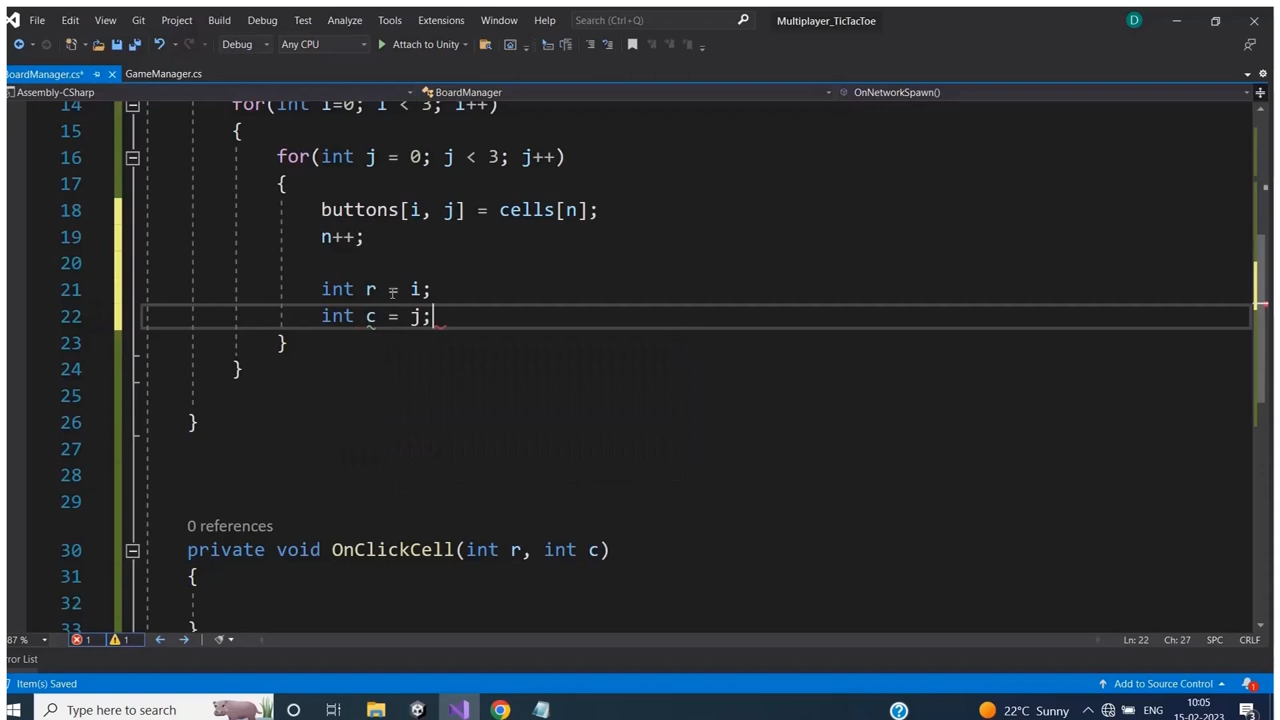 File Edit View Git Project Build Debug Test Analyze Tools Extensions Window Help Search (Ctrl+Q) Multiplayer_TicTacToe D
Debug Any CPU Attach to Unity
BoardManager.cs* GameManager.cs
Assembly-CSharp BoardManager OnNetworkSpawn()
14 for(int i=0; i < 3; i++)
15 {
16 for(int j = 0; j < 3; j++)
17 {
18 buttons[i, j] = cells[n];
19 n++;
20
21 int r = i;
22 int c = j;
23 }
24 }
25
26 }
27
28
29
0 references
30 private void OnClickCell(int r, int c)
31 {
32
33 }
87 % 1 1 Ln: 22 Ch: 27 SPC CRLF
rror List
Item(s) Saved Add to Source Control 1
Type here to search 22°C Sunny ENG 10:05
15-02-2023 3